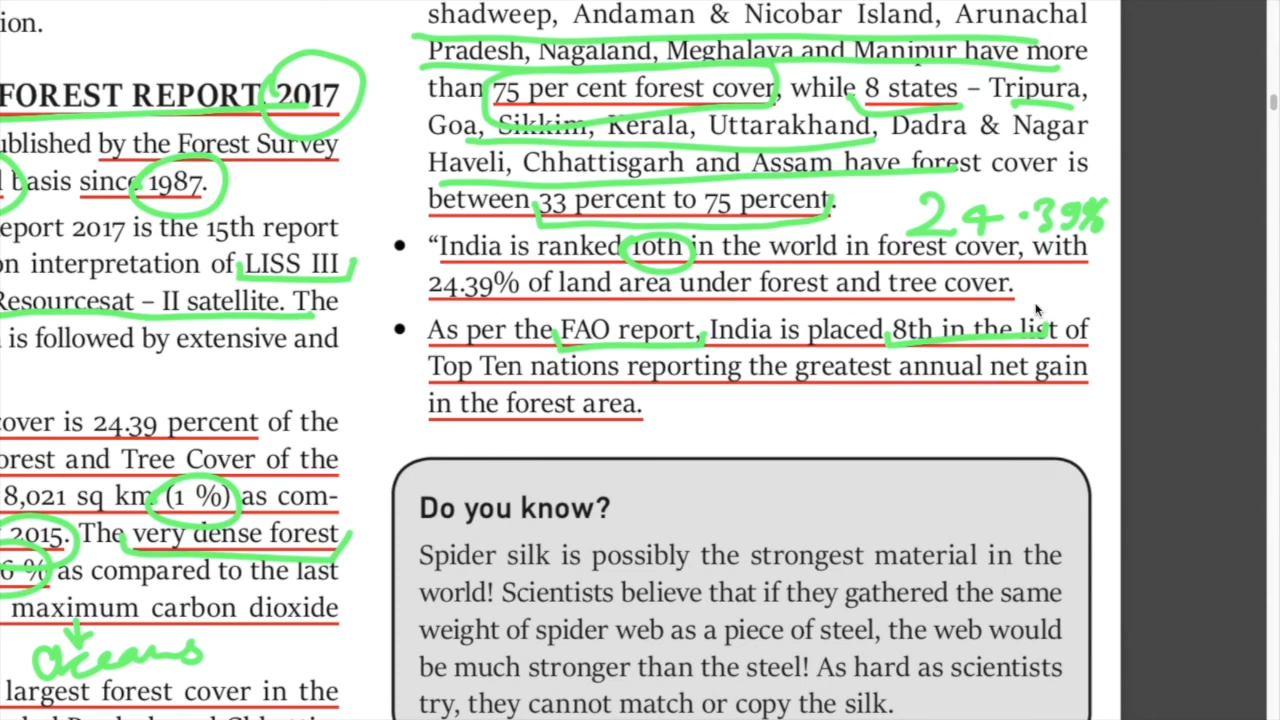 ion.
FOREST REPORT 2017
ublished by the Forest Survey
basis since 1987.
eport 2017 is the 15th report
on interpretation of LISS III
Resourcesat – II satellite. The
is followed by extensive and
cover is 24.39 percent of the
orest and Tree Cover of the
8,021 sq km (1 %) as com-
2015. The very dense forest
6 % as compared to the last
maximum carbon dioxide
oceans
largest forest cover in the
shadweep, Andaman & Nicobar Island, Arunachal
Pradesh, Nagaland, Meghalaya and Manipur have more
than 75 per cent forest cover, while 8 states – Tripura,
Goa, Sikkim, Kerala, Uttarakhand, Dadra & Nagar
Haveli, Chhattisgarh and Assam have forest cover is
between 33 percent to 75 percent.
24.39%
• “India is ranked 10th in the world in forest cover, with
24.39% of land area under forest and tree cover.
• As per the FAO report, India is placed 8th in the list of
Top Ten nations reporting the greatest annual net gain
in the forest area.
Do you know?
Spider silk is possibly the strongest material in the
world! Scientists believe that if they gathered the same
weight of spider web as a piece of steel, the web would
be much stronger than the steel! As hard as scientists
try, they cannot match or copy the silk.